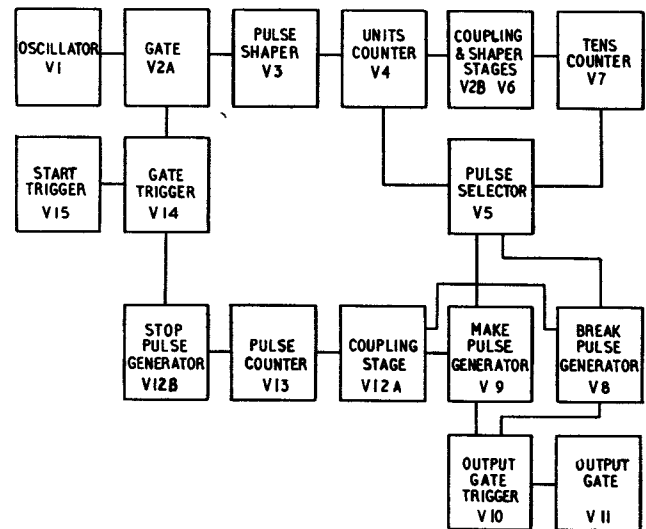 OSCILLATOR
V1
GATE
V2A
PULSE
SHAPER
V3
UNITS
COUNTER
V4
COUPLING
& SHAPER
STAGES
V2B V6
TENS
COUNTER
V7
START
TRIGGER
V15
GATE
TRIGGER
V14
PULSE
SELECTOR
V5
STOP
PULSE
GENERATOR
V12B
PULSE
COUNTER
V13
COUPLING
STAGE
V12A
MAKE
PULSE
GENERATOR
V 9
BREAK
PULSE
GENERATOR
V 8
OUTPUT
GATE
TRIGGER
V10
OUTPUT
GATE
V11